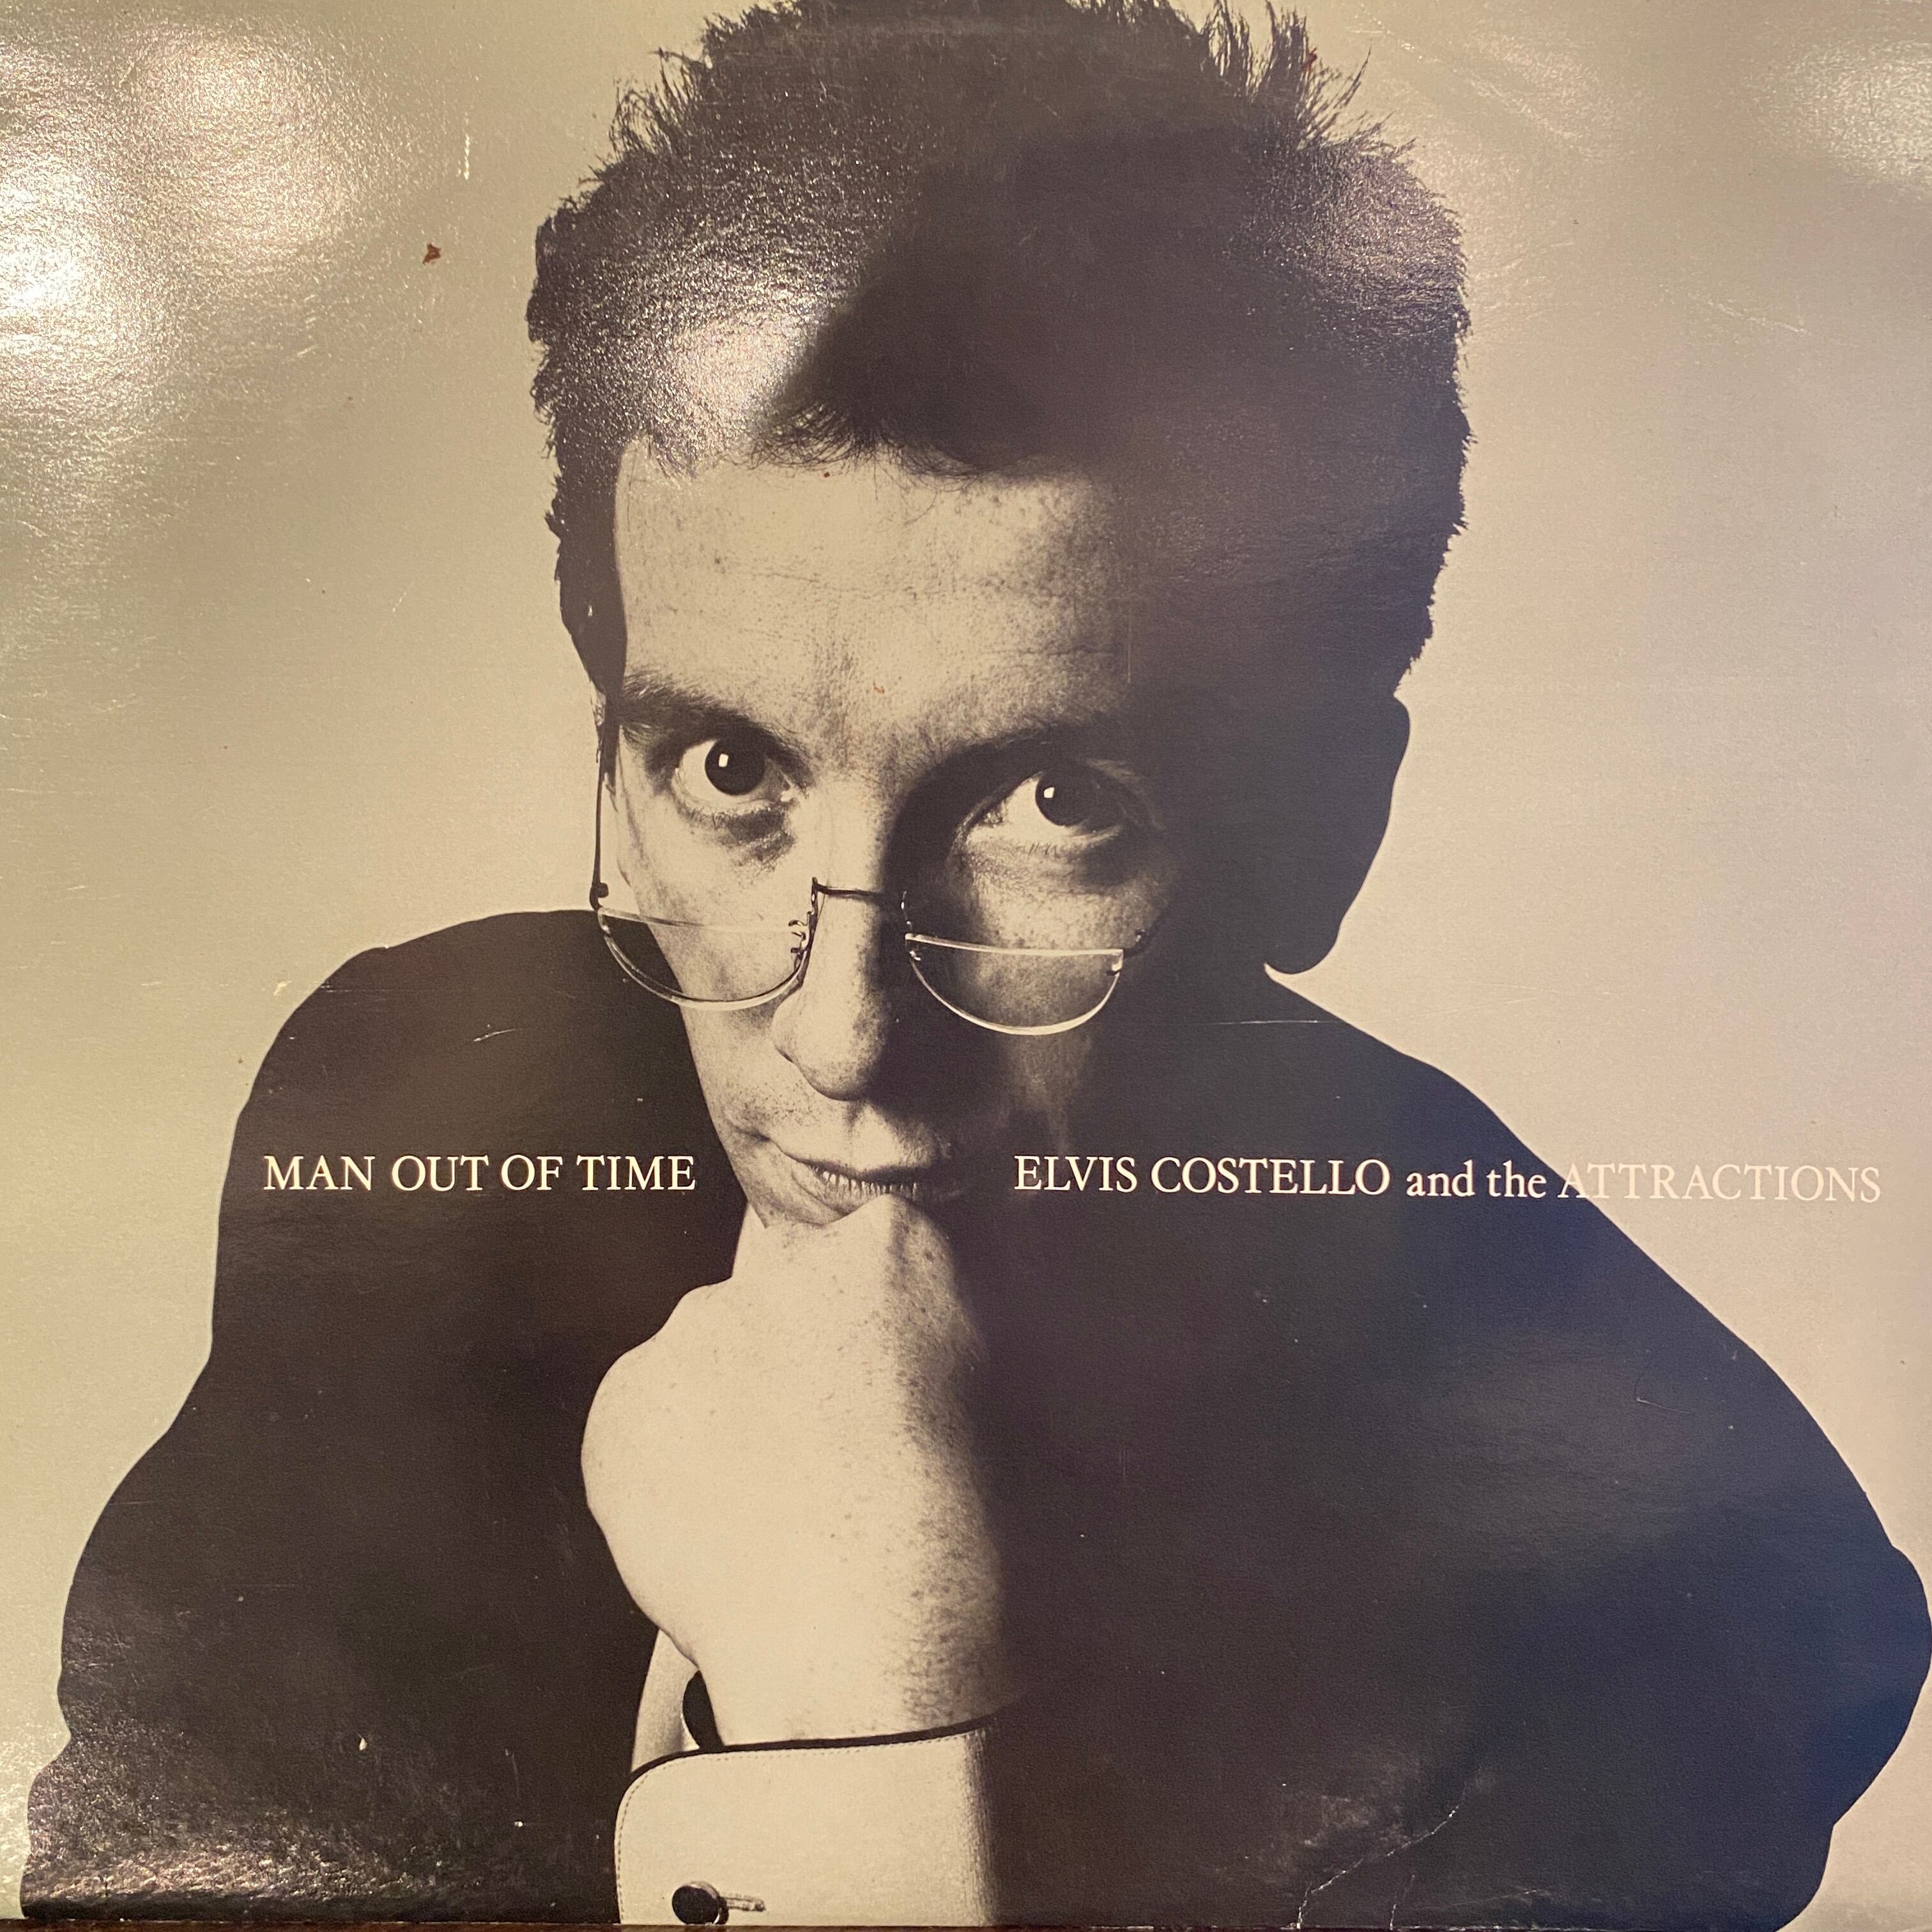 MAN OUT OF TIME
ELVIS COSTELLO and the ATTRACTIONS